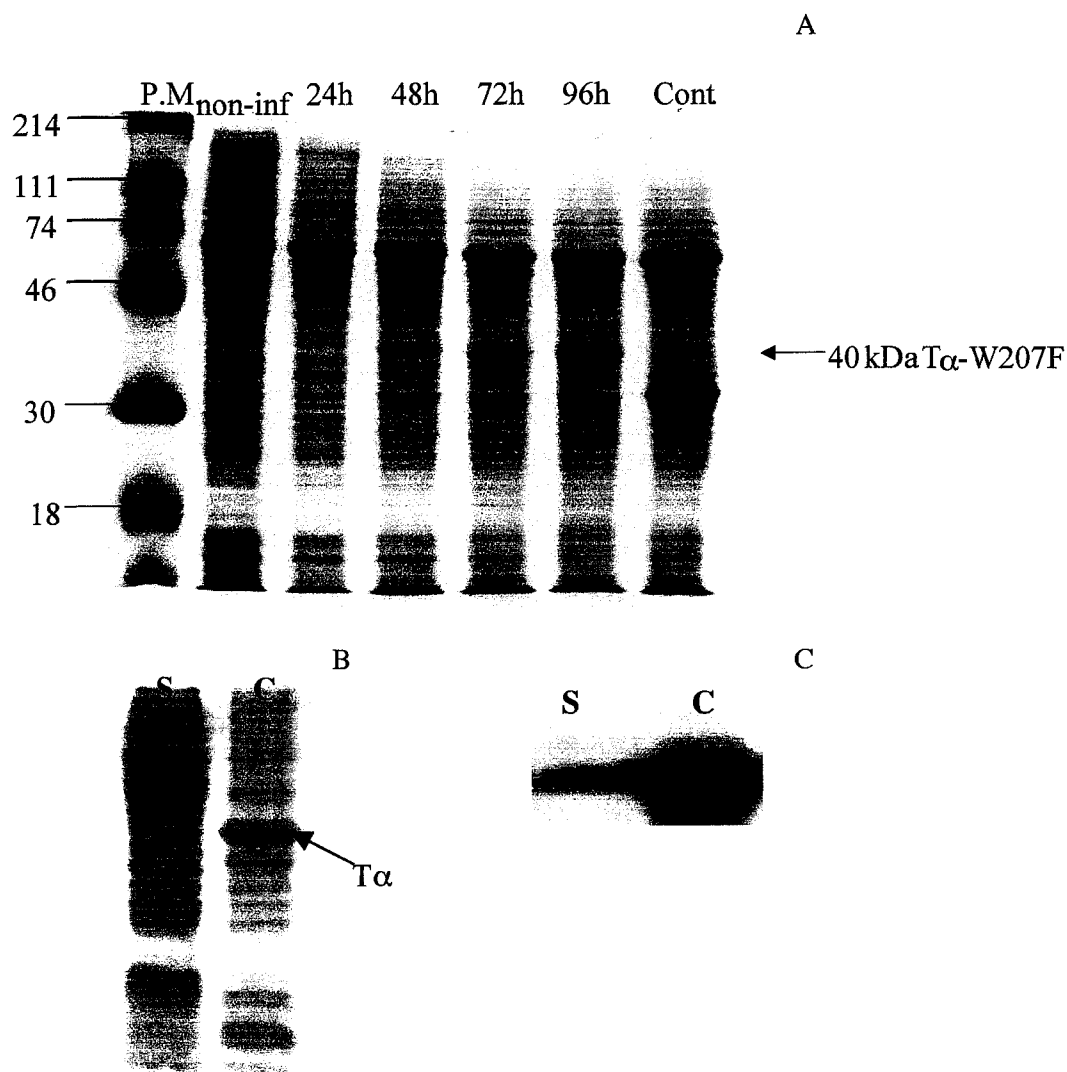 A
P.M non-inf 24h 48h 72h 96h Cont
214
111
74
46
40 kDa Tα-W207F
30
18
B
C
S C
S C
Tα